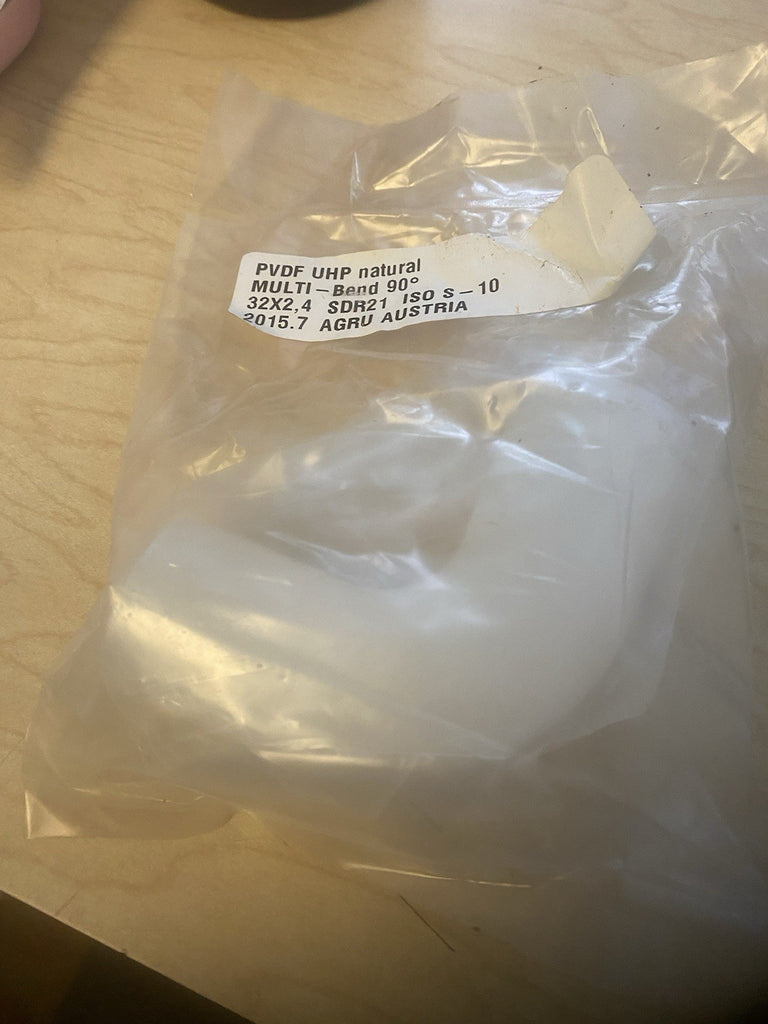 PVDF UHP natural
MULTI-Bend 90°
32X2,4 SDR21 ISO S-10
2015.7 AGRU AUSTRIA